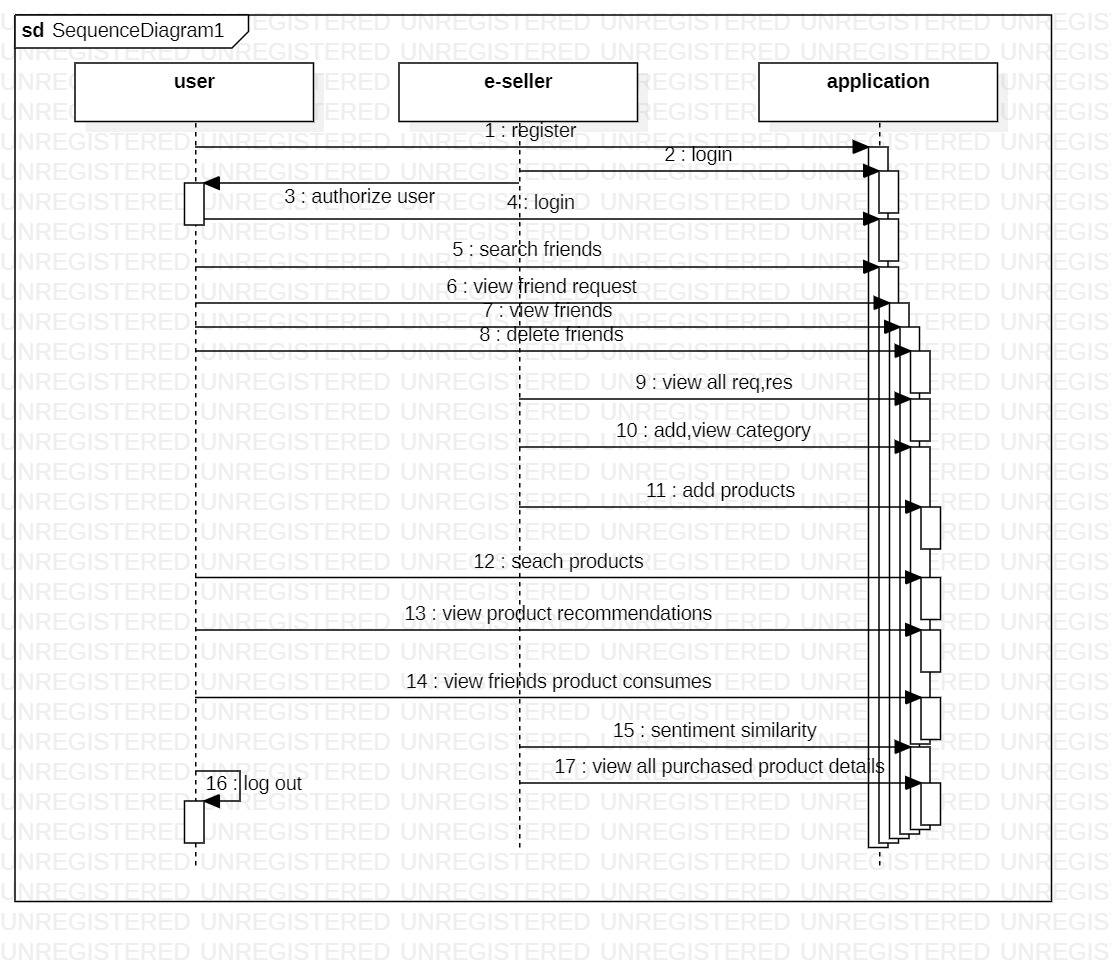 sd SequenceDiagram1
user
e-seller
application
1 : register
2 : login
3 : authorize user
4 : login
5 : search friends
6 : view friend request
7 : view friends
8 : delete friends
9 : view all req,res
10 : add,view category
11 : add products
12 : seach products
13 : view product recommendations
14 : view friends product consumes
15 : sentiment similarity
17 : view all purchased product details
16 : log out
UNREGISTERED